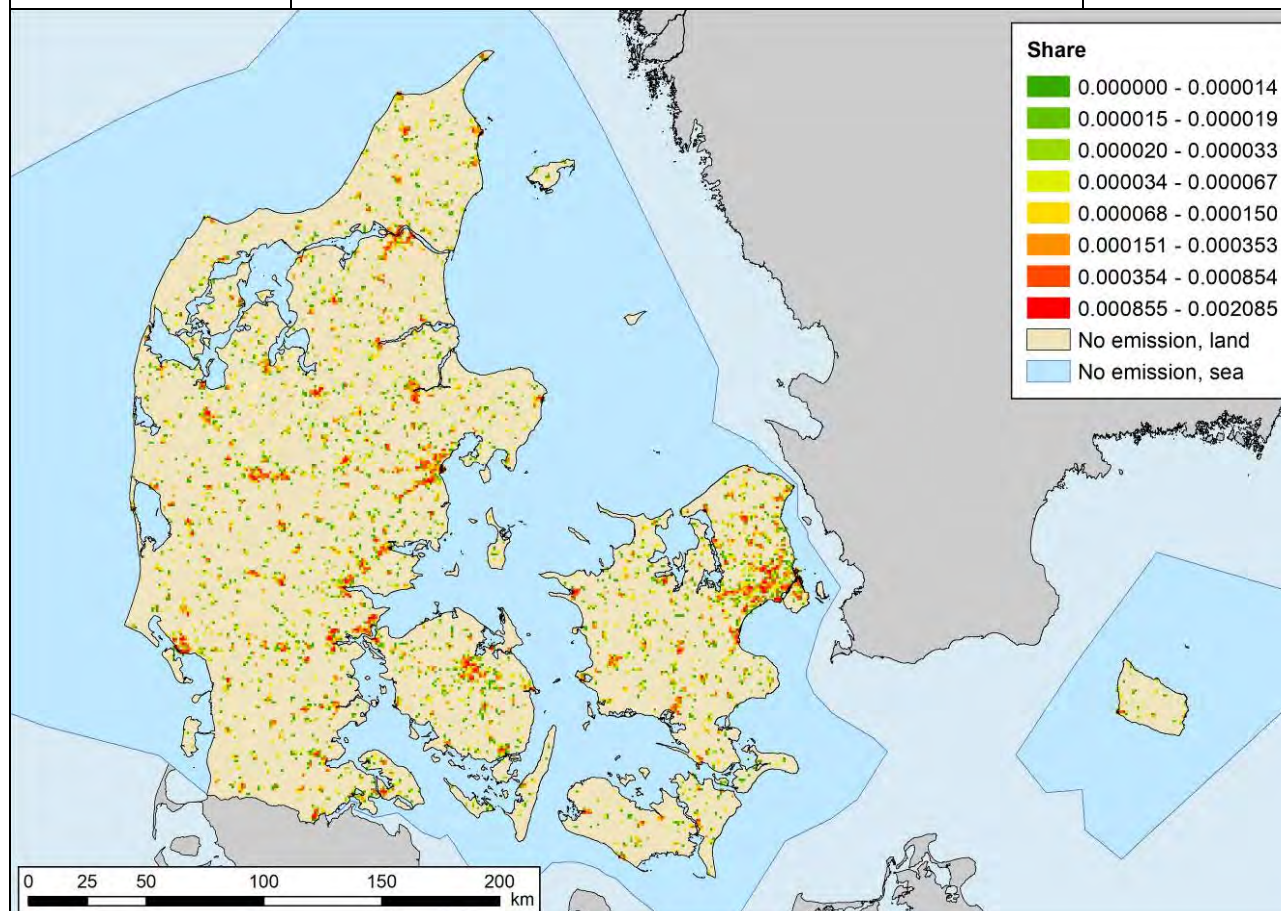 Share
0.000000 - 0.000014
0.000015 - 0.000019
0.000020 - 0.000033
0.000034 - 0.000067
0.000068 - 0.000150
0.000151 - 0.000353
0.000354 - 0.000854
0.000855 - 0.002085
No emission, land
No emission, sea
0 25 50 100 150 200
km